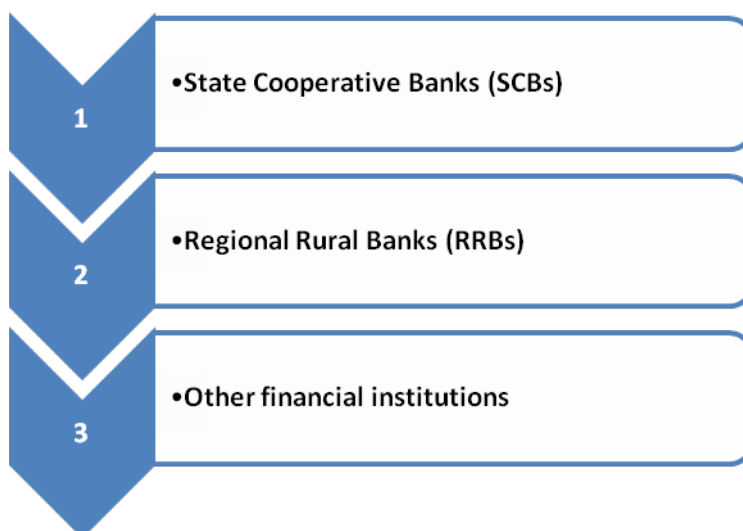 1
•State Cooperative Banks (SCBs)
2
•Regional Rural Banks (RRBs)
3
•Other financial institutions